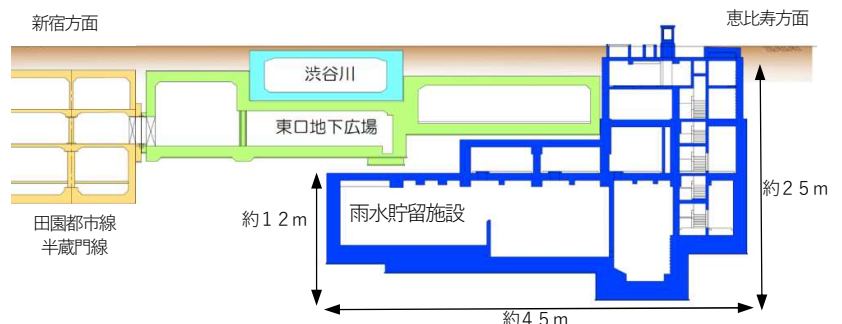 新宿方面
恵比寿方面
渋谷川
東口地下広場
約25m
約12m
雨水貯留施設
田園都市線
半蔵門線
約45m